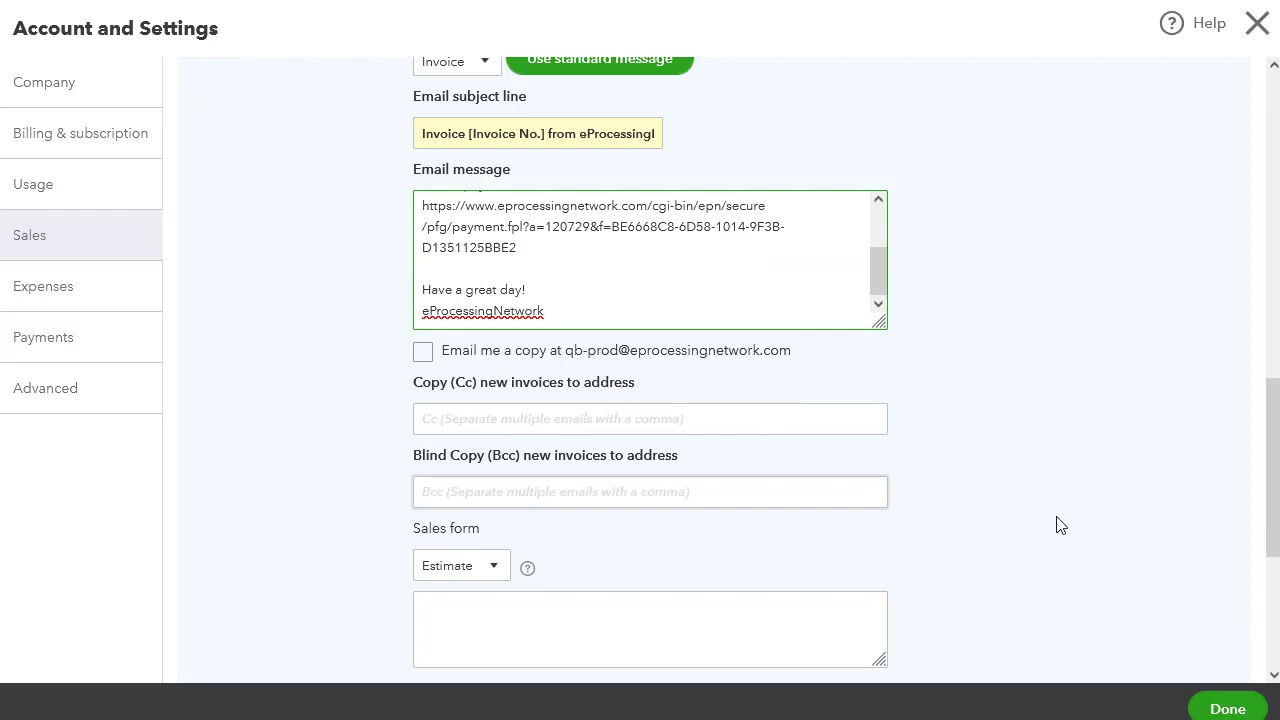 Account and Settings
Help
Company
Billing & subscription
Usage
Sales
Expenses
Payments
Advanced
Invoice
Use standard message
Email subject line
Invoice [Invoice No.] from eProcessingI
Email message
https://www.eprocessingnetwork.com/cgi-bin/epn/secure
/pfg/payment.fpl?a=120729&f=BE6668C8-6D58-1014-9F3B-
D1351125BBE2
Have a great day!
eProcessingNetwork
Email me a copy at qb-prod@eprocessingnetwork.com
Copy (Cc) new invoices to address
Cc (Separate multiple emails with a comma)
Blind Copy (Bcc) new invoices to address
Bcc (Separate multiple emails with a comma)
Sales form
Estimate
Done